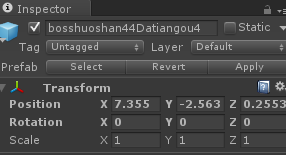 Inspector
bosshuoshan44Datiangou4 Static
Tag Untagged Layer Default
Prefab Select Revert Apply
Transform
Position X 7.355 Y -2.563 Z 0.2553
Rotation X 0 Y 0 Z 0
Scale X 1 Y 1 Z 1